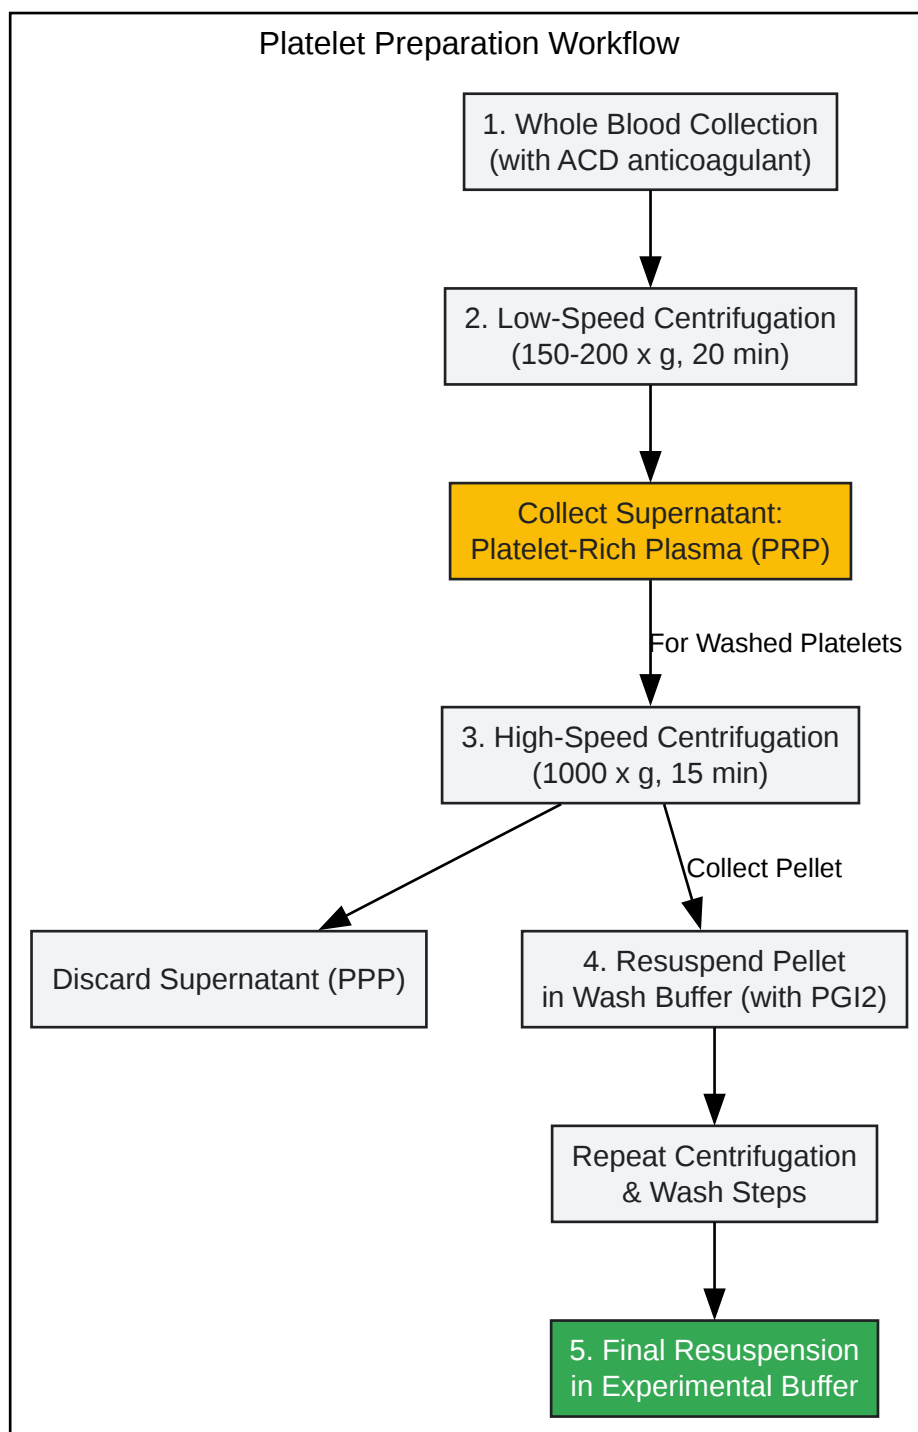 Platelet Preparation Workflow
1. Whole Blood Collection
(with ACD anticoagulant)
2. Low-Speed Centrifugation
(150-200 x g, 20 min)
Collect Supernatant:
Platelet-Rich Plasma (PRP)
For Washed Platelets
3. High-Speed Centrifugation
(1000 x g, 15 min)
Collect Pellet
Discard Supernatant (PPP)
4. Resuspend Pellet
in Wash Buffer (with PGI2)
Repeat Centrifugation
& Wash Steps
5. Final Resuspension
in Experimental Buffer